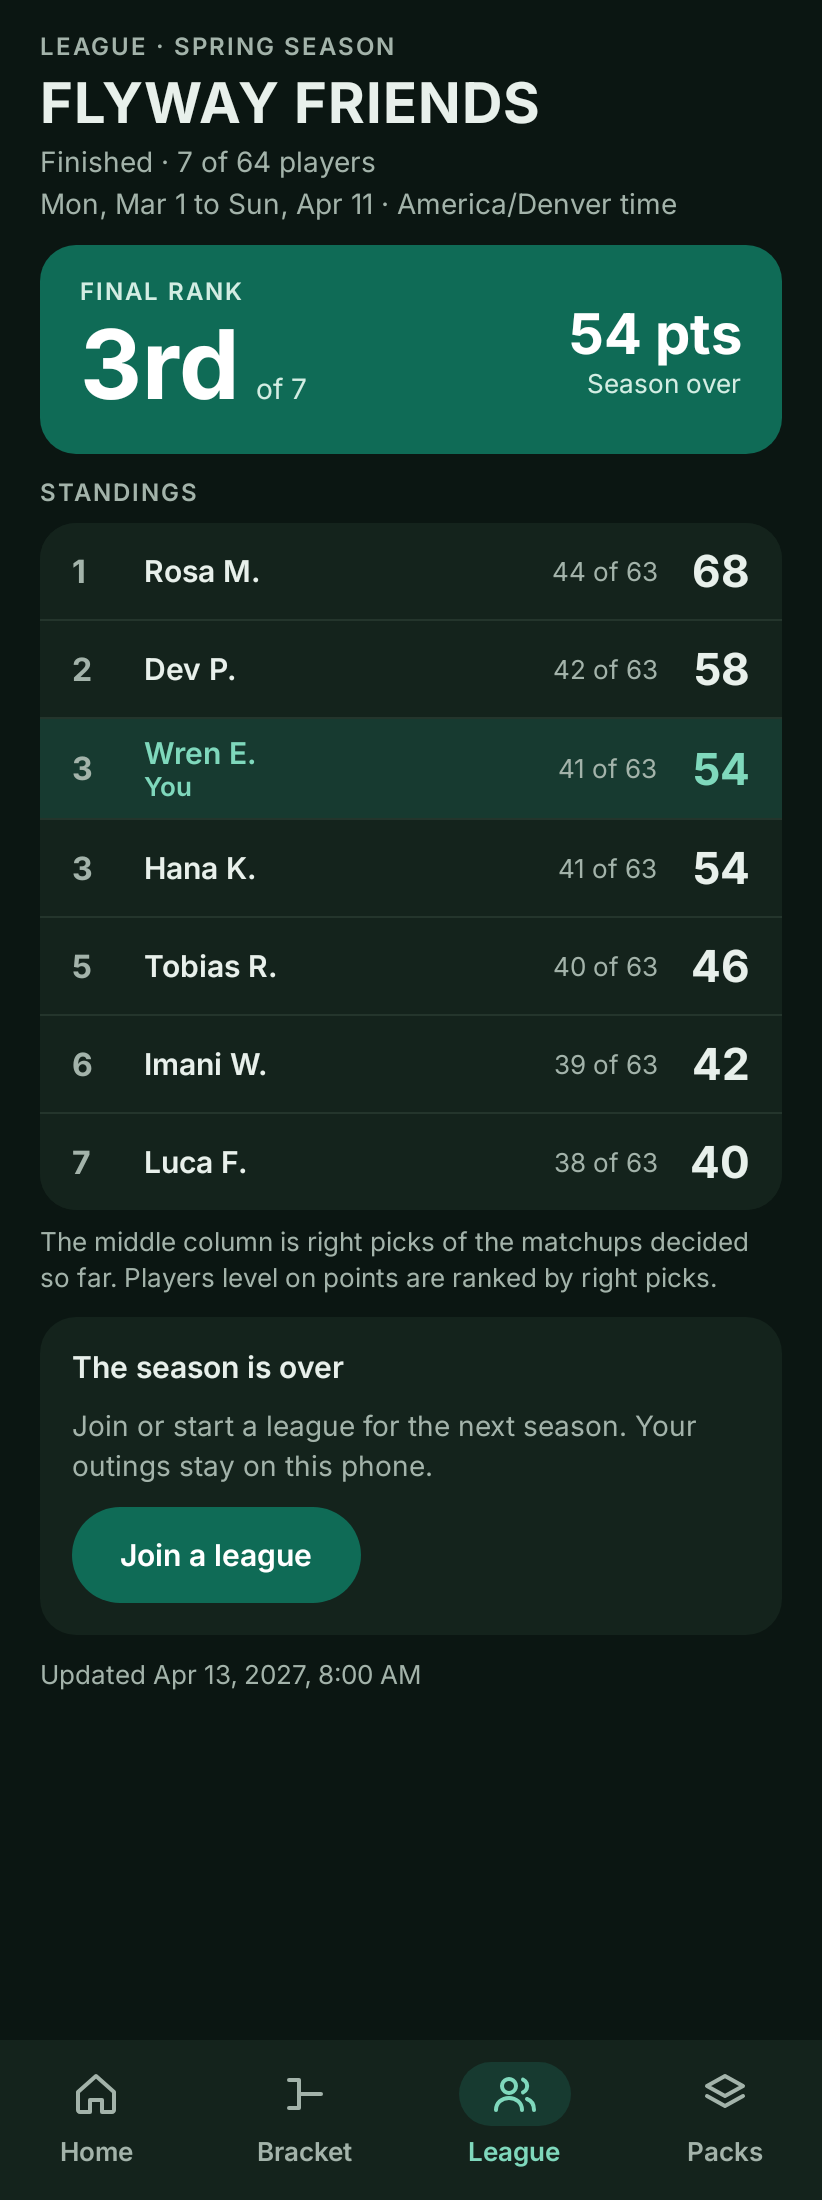 LEAGUE · SPRING SEASON
FLYWAY FRIENDS
Finished · 7 of 64 players
Mon, Mar 1 to Sun, Apr 11 · America/Denver time
FINAL RANK
3rd of 7
54 pts
Season over
STANDINGS
1 Rosa M. 44 of 63 68
2 Dev P. 42 of 63 58
3 Wren E. 41 of 63 54
You
3 Hana K. 41 of 63 54
5 Tobias R. 40 of 63 46
6 Imani W. 39 of 63 42
7 Luca F. 38 of 63 40
The middle column is right picks of the matchups decided
so far. Players level on points are ranked by right picks.
The season is over
Join or start a league for the next season. Your
outings stay on this phone.
Join a league
Updated Apr 13, 2027, 8:00 AM
Home Bracket League Packs